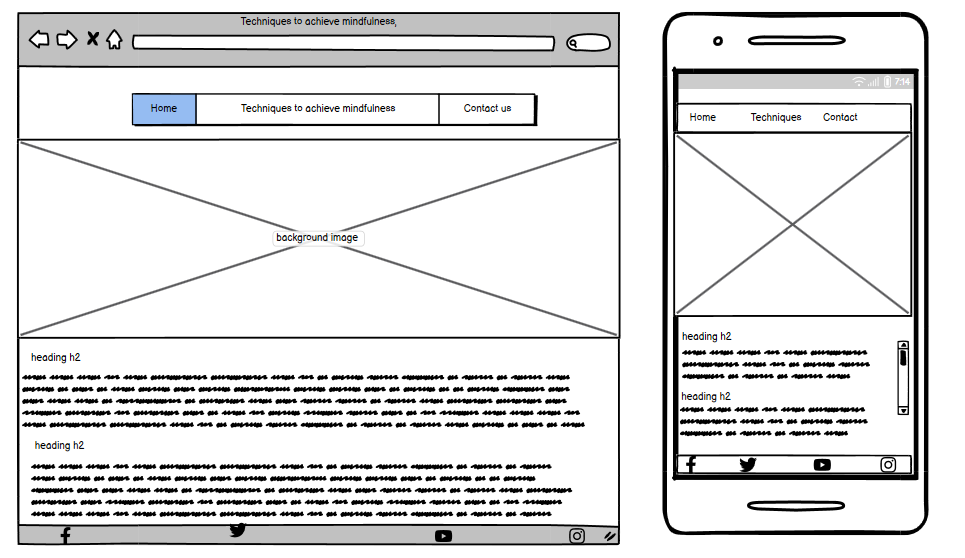 Techniques to achieve mindfulness,
Home Techniques to achieve mindfulness Contact us
background image
heading h2
heading h2
7:14
Home Techniques Contact
heading h2
heading h2